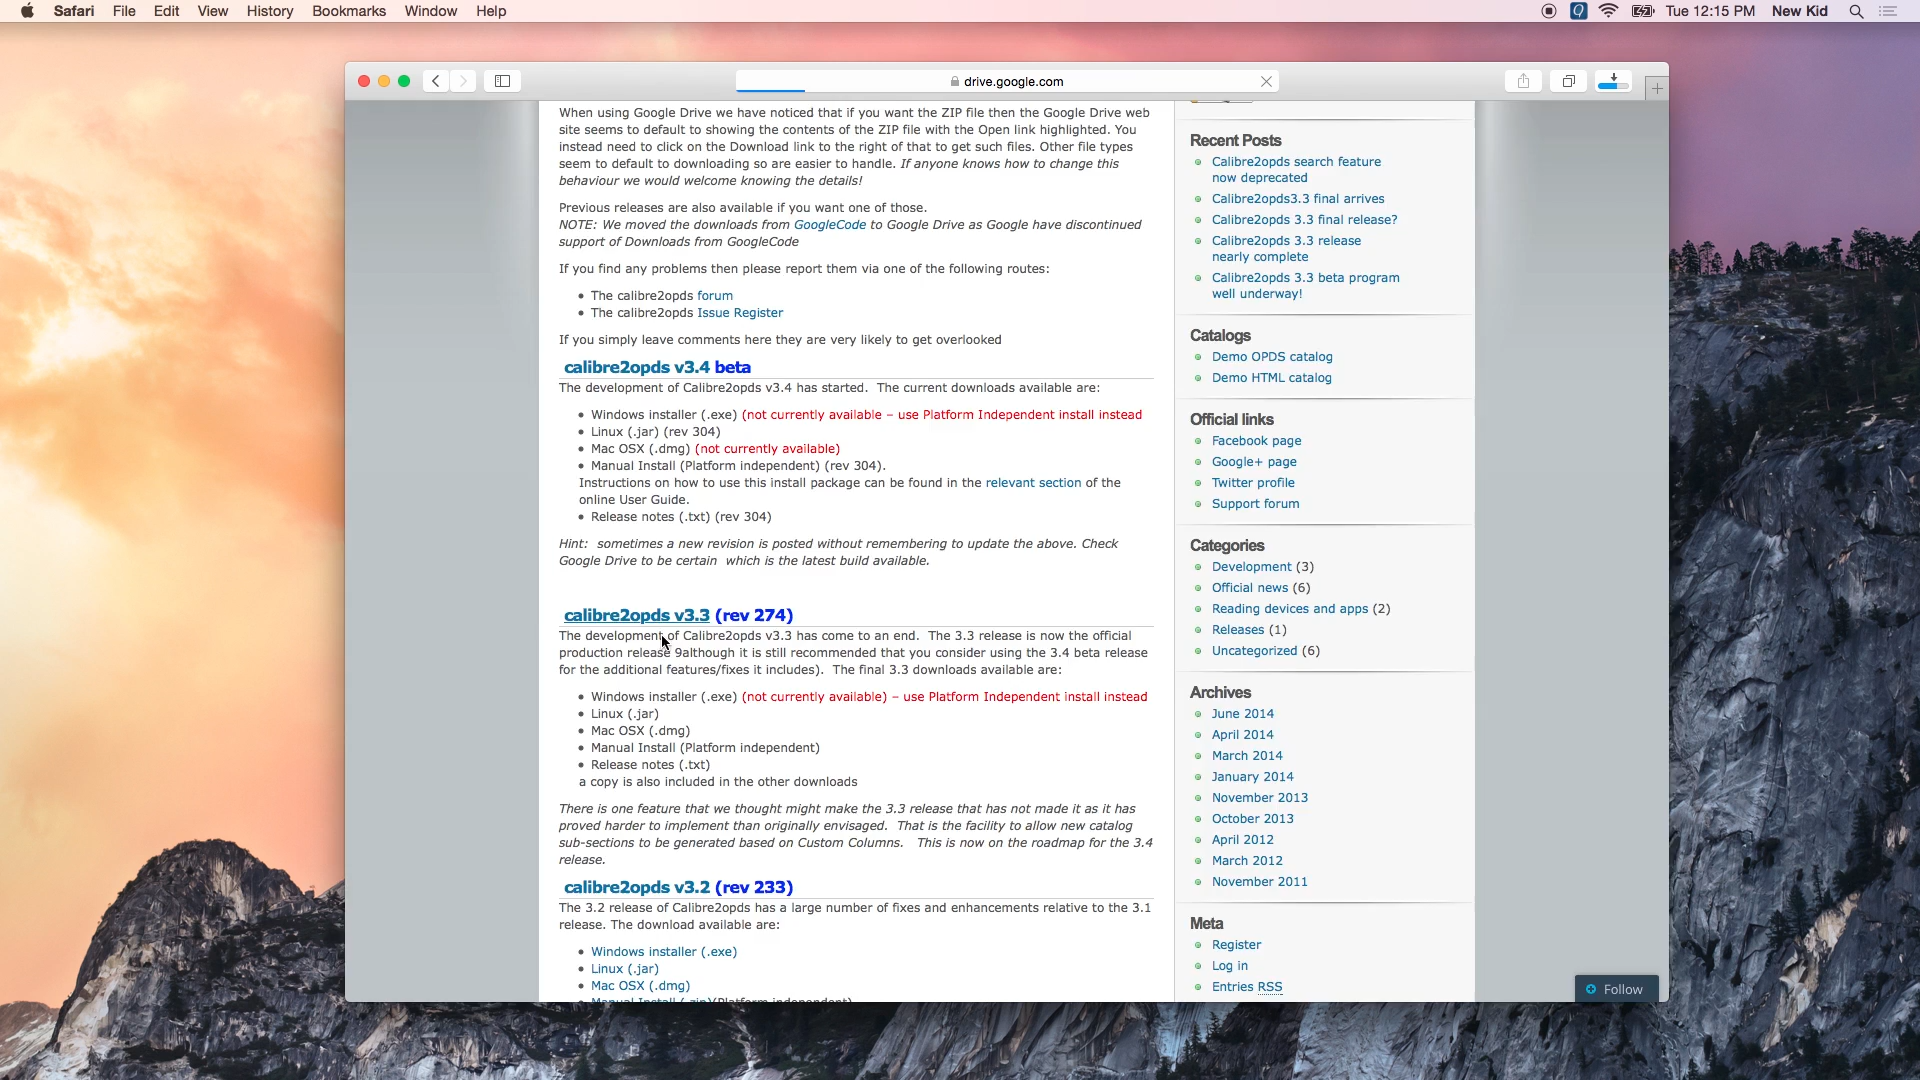 Safari File Edit View History Bookmarks Window Help
Tue 12:15 PM New Kid
drive.google.com
When using Google Drive we have noticed that if you want the ZIP file then the Google Drive web
site seems to default to showing the contents of the ZIP file with the Open link highlighted. You
instead need to click on the Download link to the right of that to get such files. Other file types
seem to default to downloading so are easier to handle. If anyone knows how to change this
behaviour we would welcome knowing the details!
Previous releases are also available if you want one of those.
NOTE: We moved the downloads from GoogleCode to Google Drive as Google have discontinued
support of Downloads from GoogleCode
If you find any problems then please report them via one of the following routes:
The calibre2opds forum
The calibre2opds Issue Register
If you simply leave comments here they are very likely to get overlooked
calibre2opds v3.4 beta
The development of Calibre2opds v3.4 has started. The current downloads available are:
Windows installer (.exe) (not currently available – use Platform Independent install instead
Linux (.jar) (rev 304)
Mac OSX (.dmg) (not currently available)
Manual Install (Platform independent) (rev 304).
Instructions on how to use this install package can be found in the relevant section of the
online User Guide.
Release notes (.txt) (rev 304)
Hint: sometimes a new revision is posted without remembering to update the above. Check
Google Drive to be certain which is the latest build available.
calibre2opds v3.3 (rev 274)
The development of Calibre2opds v3.3 has come to an end. The 3.3 release is now the official
production release 9although it is still recommended that you consider using the 3.4 beta release
for the additional features/fixes it includes). The final 3.3 downloads available are:
Windows installer (.exe) (not currently available) – use Platform Independent install instead
Linux (.jar)
Mac OSX (.dmg)
Manual Install (Platform independent)
Release notes (.txt)
a copy is also included in the other downloads
There is one feature that we thought might make the 3.3 release that has not made it as it has
proved harder to implement than originally envisaged. That is the facility to allow new catalog
sub-sections to be generated based on Custom Columns. This is now on the roadmap for the 3.4
release.
calibre2opds v3.2 (rev 233)
The 3.2 release of Calibre2opds has a large number of fixes and enhancements relative to the 3.1
release. The download available are:
Windows installer (.exe)
Linux (.jar)
Mac OSX (.dmg)
Manual Install (.zip)(Platform independent)
Recent Posts
Calibre2opds search feature
now deprecated
Calibre2opds3.3 final arrives
Calibre2opds 3.3 final release?
Calibre2opds 3.3 release
nearly complete
Calibre2opds 3.3 beta program
well underway!
Catalogs
Demo OPDS catalog
Demo HTML catalog
Official links
Facebook page
Google+ page
Twitter profile
Support forum
Categories
Development (3)
Official news (6)
Reading devices and apps (2)
Releases (1)
Uncategorized (6)
Archives
June 2014
April 2014
March 2014
January 2014
November 2013
October 2013
April 2012
March 2012
November 2011
Meta
Register
Log in
Entries RSS
Follow